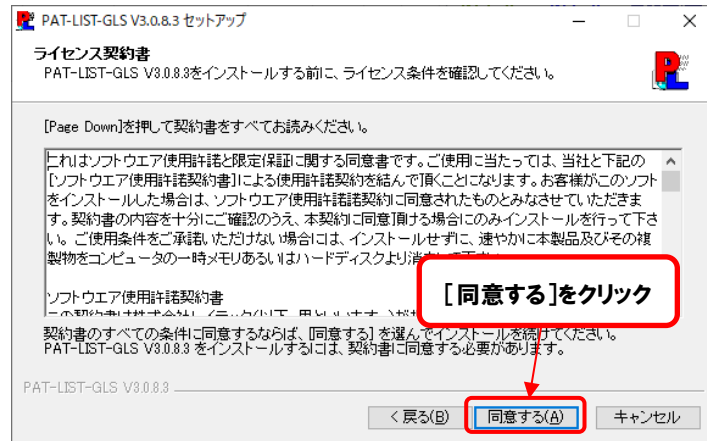 PAT-LIST-GLS V3.0.8.3 セットアップ
ライセンス契約書
PAT-LIST-GLS V3.0.8.3をインストールする前に、ライセンス条件を確認してください。
[Page Down]を押して契約書をすべてお読みください。
これはソフトウエア使用許諾と限定保証に関する同意書です。ご使用に当たっては、当社と下記の
[ソフトウエア使用許諾契約書]による使用許諾契約を結んで頂くことになります。お客様がこのソフト
をインストールした場合は、ソフトウエア使用許諾契約に同意されたものとみなさせていただきま
す。契約書の内容を十分にご確認のうえ、本契約に同意頂ける場合にのみインストールを行って下さ
い。ご使用条件をご承諾いただけない場合には、インストールせずに、速やかに本製品及びその複
製物をコンピュータの一時メモリあるいはハードディスクより
ソフトウエア使用許諾契約書
[同意する]をクリック
契約書のすべての条件に同意するならば、[同意する] を選んでインストールを続けてください。
PAT-LIST-GLS V3.0.8.3 をインストールするには、契約書に同意する必要があります。
PAT-LIST-GLS V3.0.8.3
< 戻る(B)
同意する(A)
キャンセル